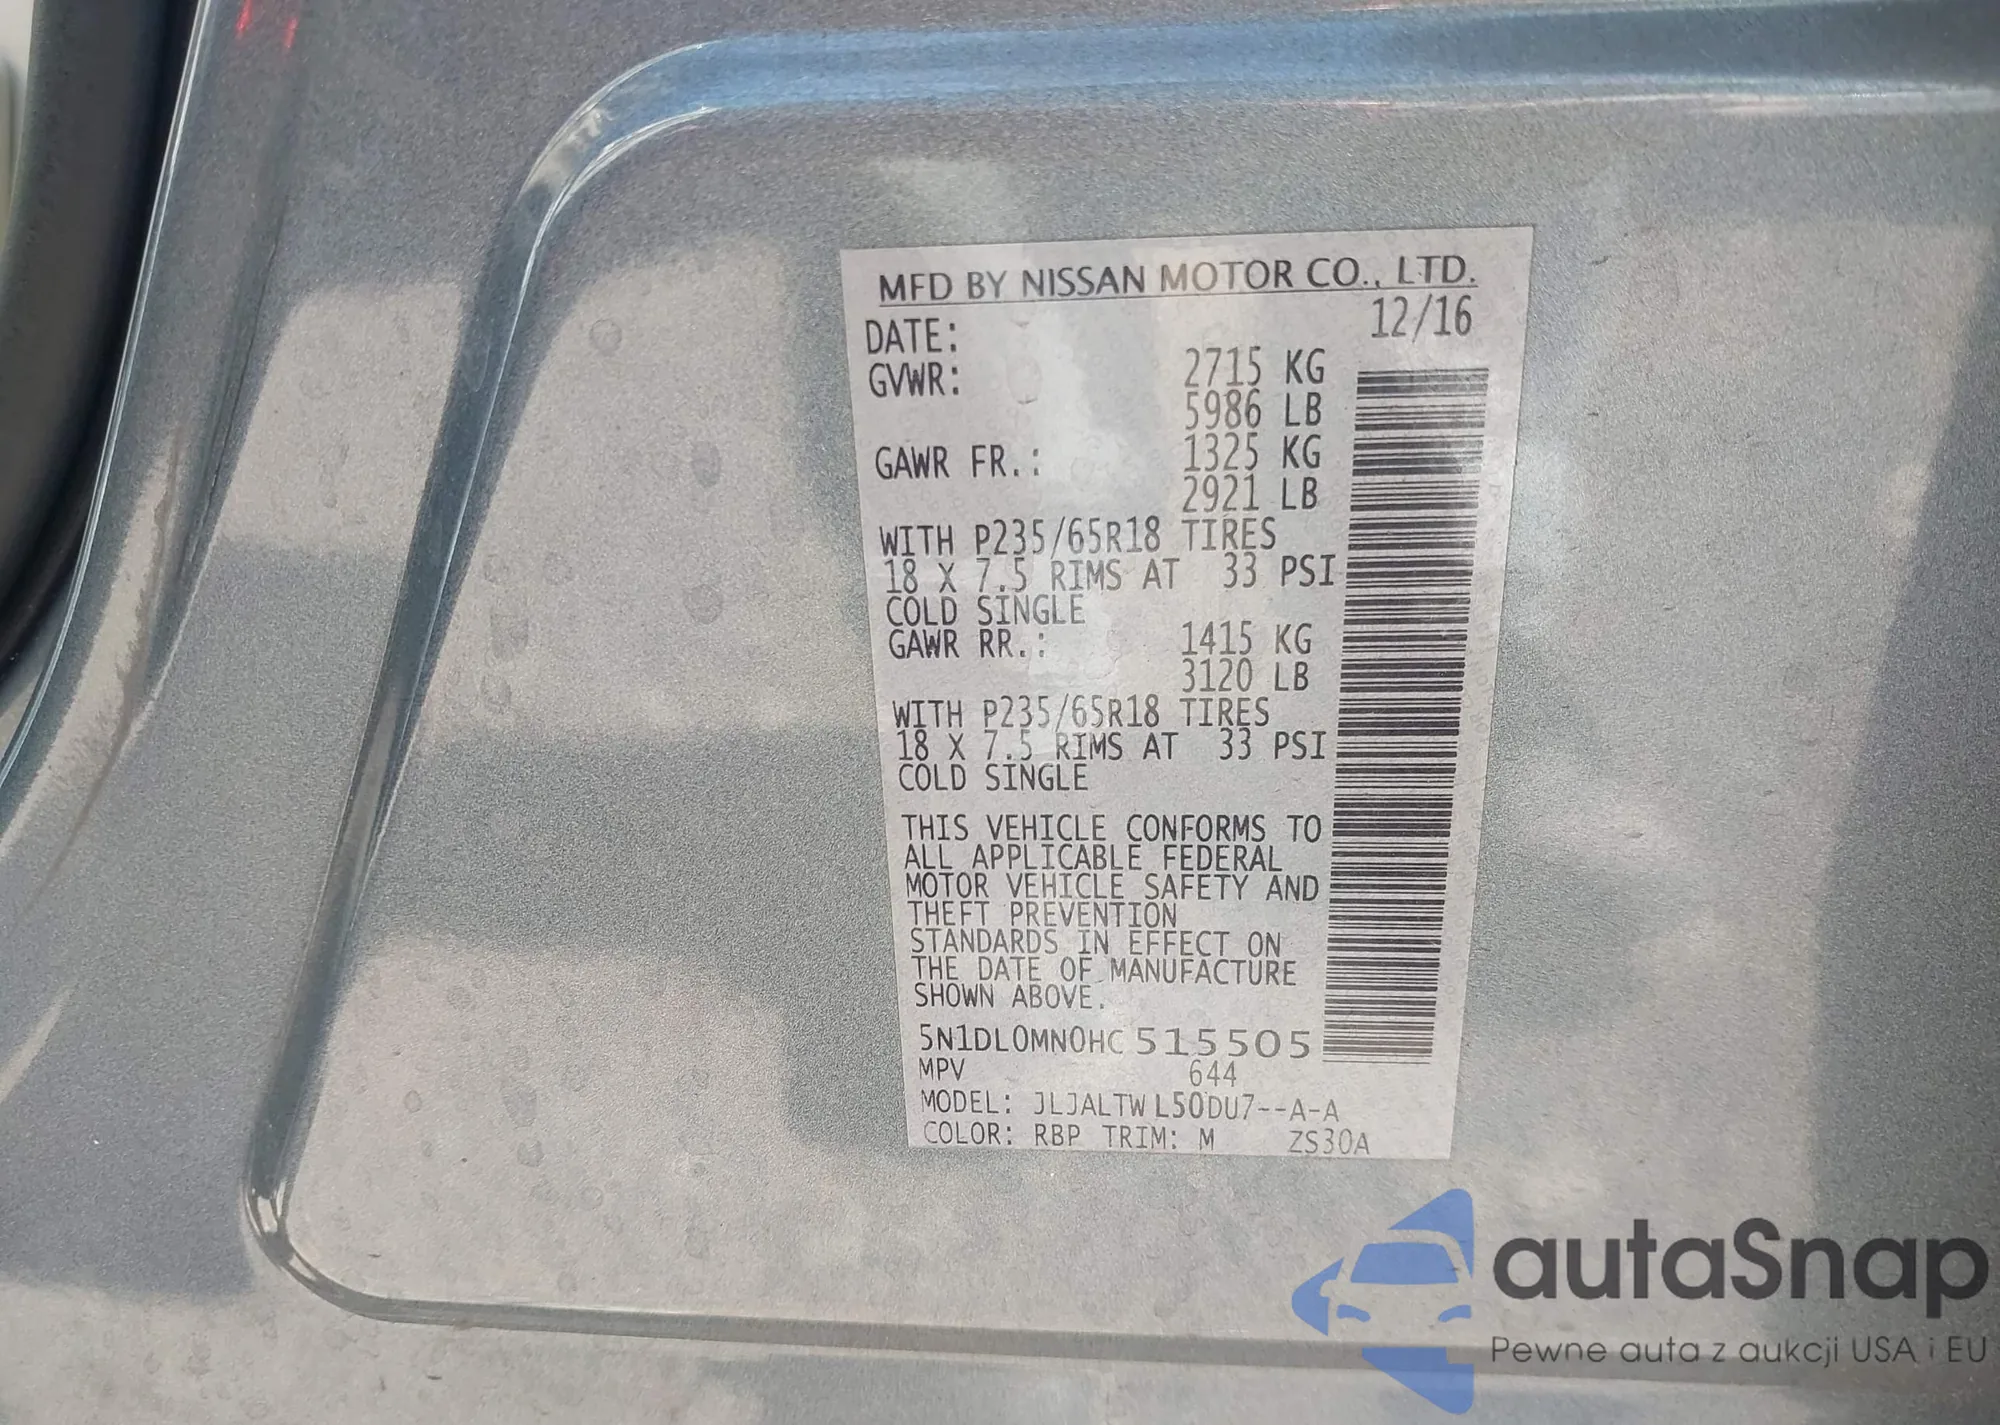 MFD BY NISSAN MOTOR CO., LTD.
DATE: 12/16
GVWR: 2715 KG
5986 LB
GAWR FR.: 1325 KG
2921 LB
WITH P235/65R18 TIRES
18 X 7.5 RIMS AT 33 PSI
COLD SINGLE
GAWR RR.: 1415 KG
3120 LB
WITH P235/65R18 TIRES
18 X 7.5 RIMS AT 33 PSI
COLD SINGLE
THIS VEHICLE CONFORMS TO
ALL APPLICABLE FEDERAL
MOTOR VEHICLE SAFETY AND
THEFT PREVENTION
STANDARDS IN EFFECT ON
THE DATE OF MANUFACTURE
SHOWN ABOVE.
5N1DL0MN0HC515505
MPV 644
MODEL: JLJALTWL50DU7--A-A
COLOR: RBP TRIM: M ZS30A
autaSnap
Pewne auta z aukcji USA i EU